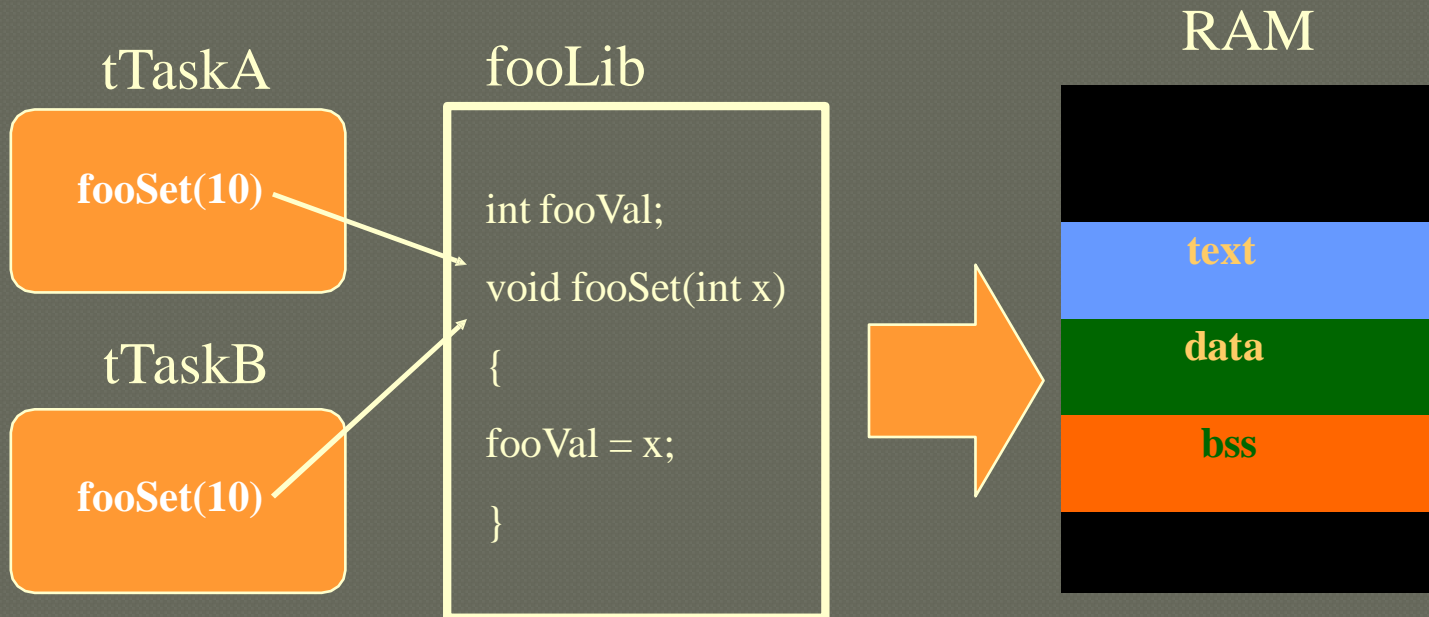 tTaskA
fooSet(10)
tTaskB
fooSet(10)
fooLib
int fooVal;
void fooSet(int x)
{
fooVal = x;
}
RAM
text
data
bss